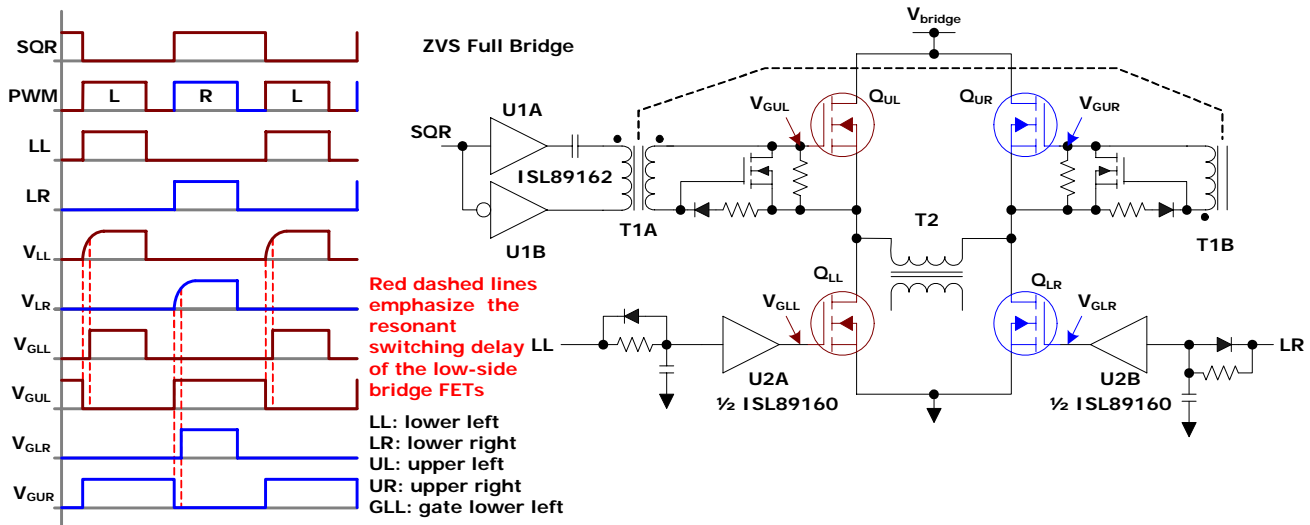 SQR
PWM
L
R
L
LL
LR
VLL
VLR
VGLL
VGUL
VGLR
VGUR
Red dashed lines
emphasize the
resonant
switching delay
of the low-side
bridge FETs
LL: lower left
LR: lower right
UL: upper left
UR: upper right
GLL: gate lower left
ZVS Full Bridge
Vbridge
SQR
U1A
ISL89162
U1B
T1A
VGUL
QUL
QUR
VGUR
T1B
T2
QLL
QLR
VGLL
VGLR
LL
U2A
½ ISL89160
U2B
½ ISL89160
LR